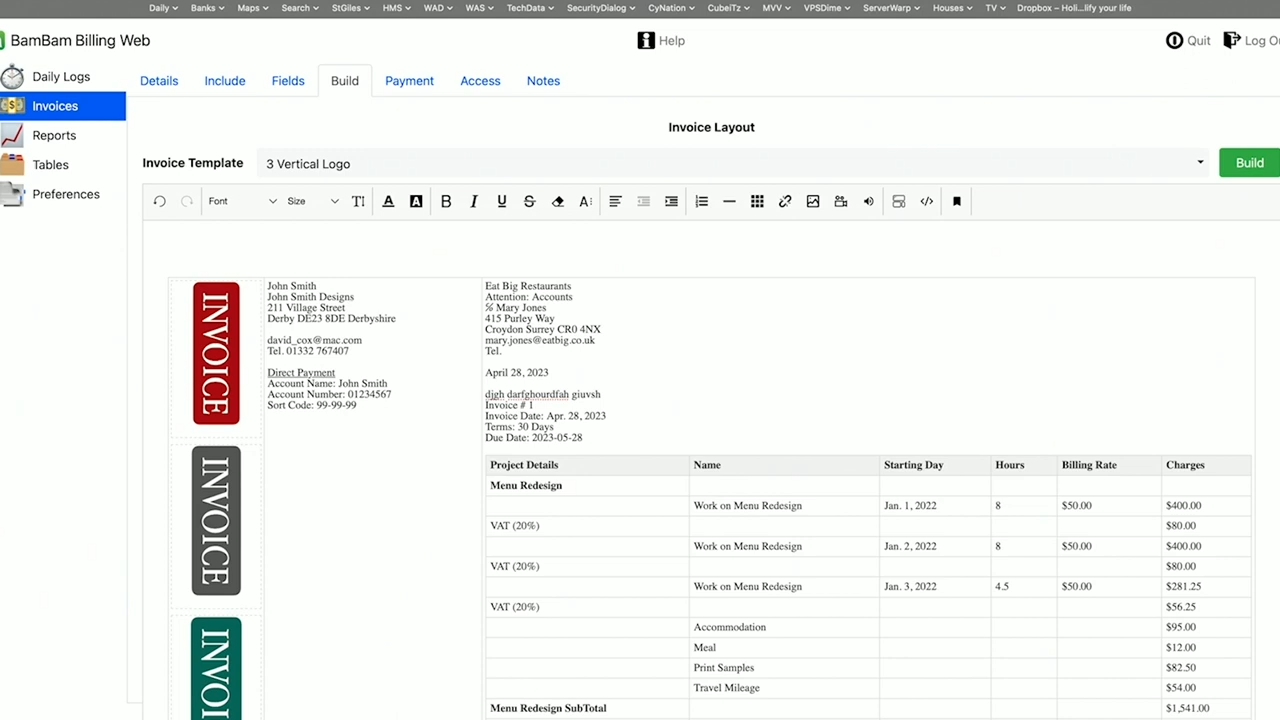 Daily Banks Maps Search StGiles HMS WAD WAS TechData SecurityDialog CyNation CubeiTz MVV VPSDime ServerWarp Houses TV Dropbox – Holi...lify your life
BamBam Billing Web
Help
Quit
Log Ou
Daily Logs
Invoices
Reports
Tables
Preferences
Details Include Fields Build Payment Access Notes
Invoice Layout
Invoice Template 3 Vertical Logo Build
Font Size
INVOICE
INVOICE
INVOI
John Smith
John Smith Designs
211 Village Street
Derby DE23 8DE Derbyshire
david_cox@mac.com
Tel. 01332 767407
Direct Payment
Account Name: John Smith
Account Number: 01234567
Sort Code: 99-99-99
Eat Big Restaurants
Attention: Accounts
℅ Mary Jones
415 Purley Way
Croydon Surrey CR0 4NX
mary.jones@eatbig.co.uk
Tel.
April 28, 2023
djgh darfghourdfah giuvsh
Invoice # 1
Invoice Date: Apr. 28, 2023
Terms: 30 Days
Due Date: 2023-05-28
Project Details Name Starting Day Hours Billing Rate Charges
Menu Redesign
Work on Menu Redesign Jan. 1, 2022 8 $50.00 $400.00
VAT (20%) $80.00
Work on Menu Redesign Jan. 2, 2022 8 $50.00 $400.00
VAT (20%) $80.00
Work on Menu Redesign Jan. 3, 2022 4.5 $50.00 $281.25
VAT (20%) $56.25
Accommodation $95.00
Meal $12.00
Print Samples $82.50
Travel Mileage $54.00
Menu Redesign SubTotal $1,541.00